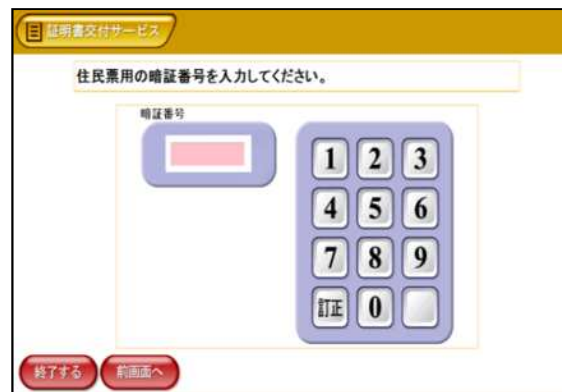 証明書交付サービス
住民票用の暗証番号を入力してください。
暗証番号
1 2 3
4 5 6
7 8 9
訂正 0
終了する 前画面へ